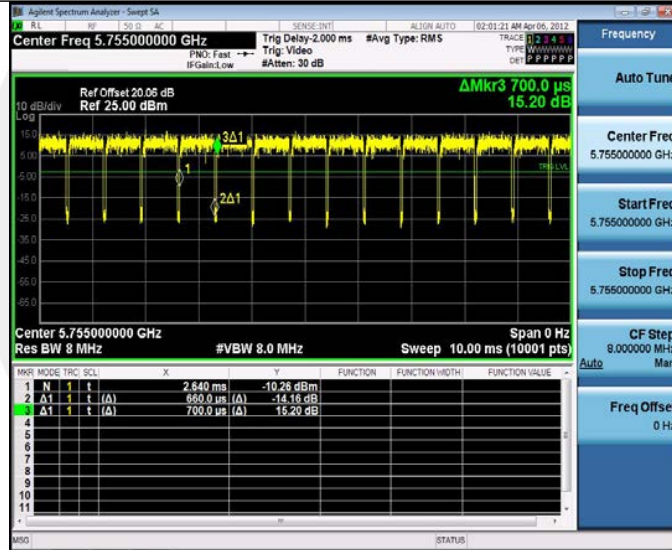 Agilent Spectrum Analyzer - Swept SA
RL RF 50 Ω AC SENSE:INT ALIGN AUTO 02:01:21 AM Apr 06, 2012
Center Freq 5.755000000 GHz
PNO: Fast
IFGain:Low
Trig Delay-2.000 ms
Trig: Video
#Atten: 30 dB
#Avg Type: RMS
TRACE 1 2 3 4 5 6
TYPE WWWWWW
DET P P P P P P
Ref Offset 20.06 dB
10 dB/div Ref 25.00 dBm
Log
ΔMkr3 700.0 µs
15.20 dB
15.0
5.00
-5.00
-15.0
-25.0
-35.0
-45.0
-55.0
-65.0
3Δ1
1
2Δ1
TRIG LVL
Center 5.755000000 GHz Span 0 Hz
Res BW 8 MHz #VBW 8.0 MHz Sweep 10.00 ms (10001 pts)
MKR MODE TRC SCL X Y FUNCTION FUNCTION WIDTH FUNCTION VALUE
1 N 1 t 2.640 ms -10.26 dBm
2 Δ1 1 t (Δ) 660.0 µs (Δ) -14.16 dB
3 Δ1 1 t (Δ) 700.0 µs (Δ) 15.20 dB
4
5
6
7
8
9
10
11
MSG STATUS
Frequency
Auto Tune
Center Freq
5.755000000 GHz
Start Freq
5.755000000 GHz
Stop Freq
5.755000000 GHz
CF Step
8.000000 MHz
Auto Man
Freq Offset
0 Hz